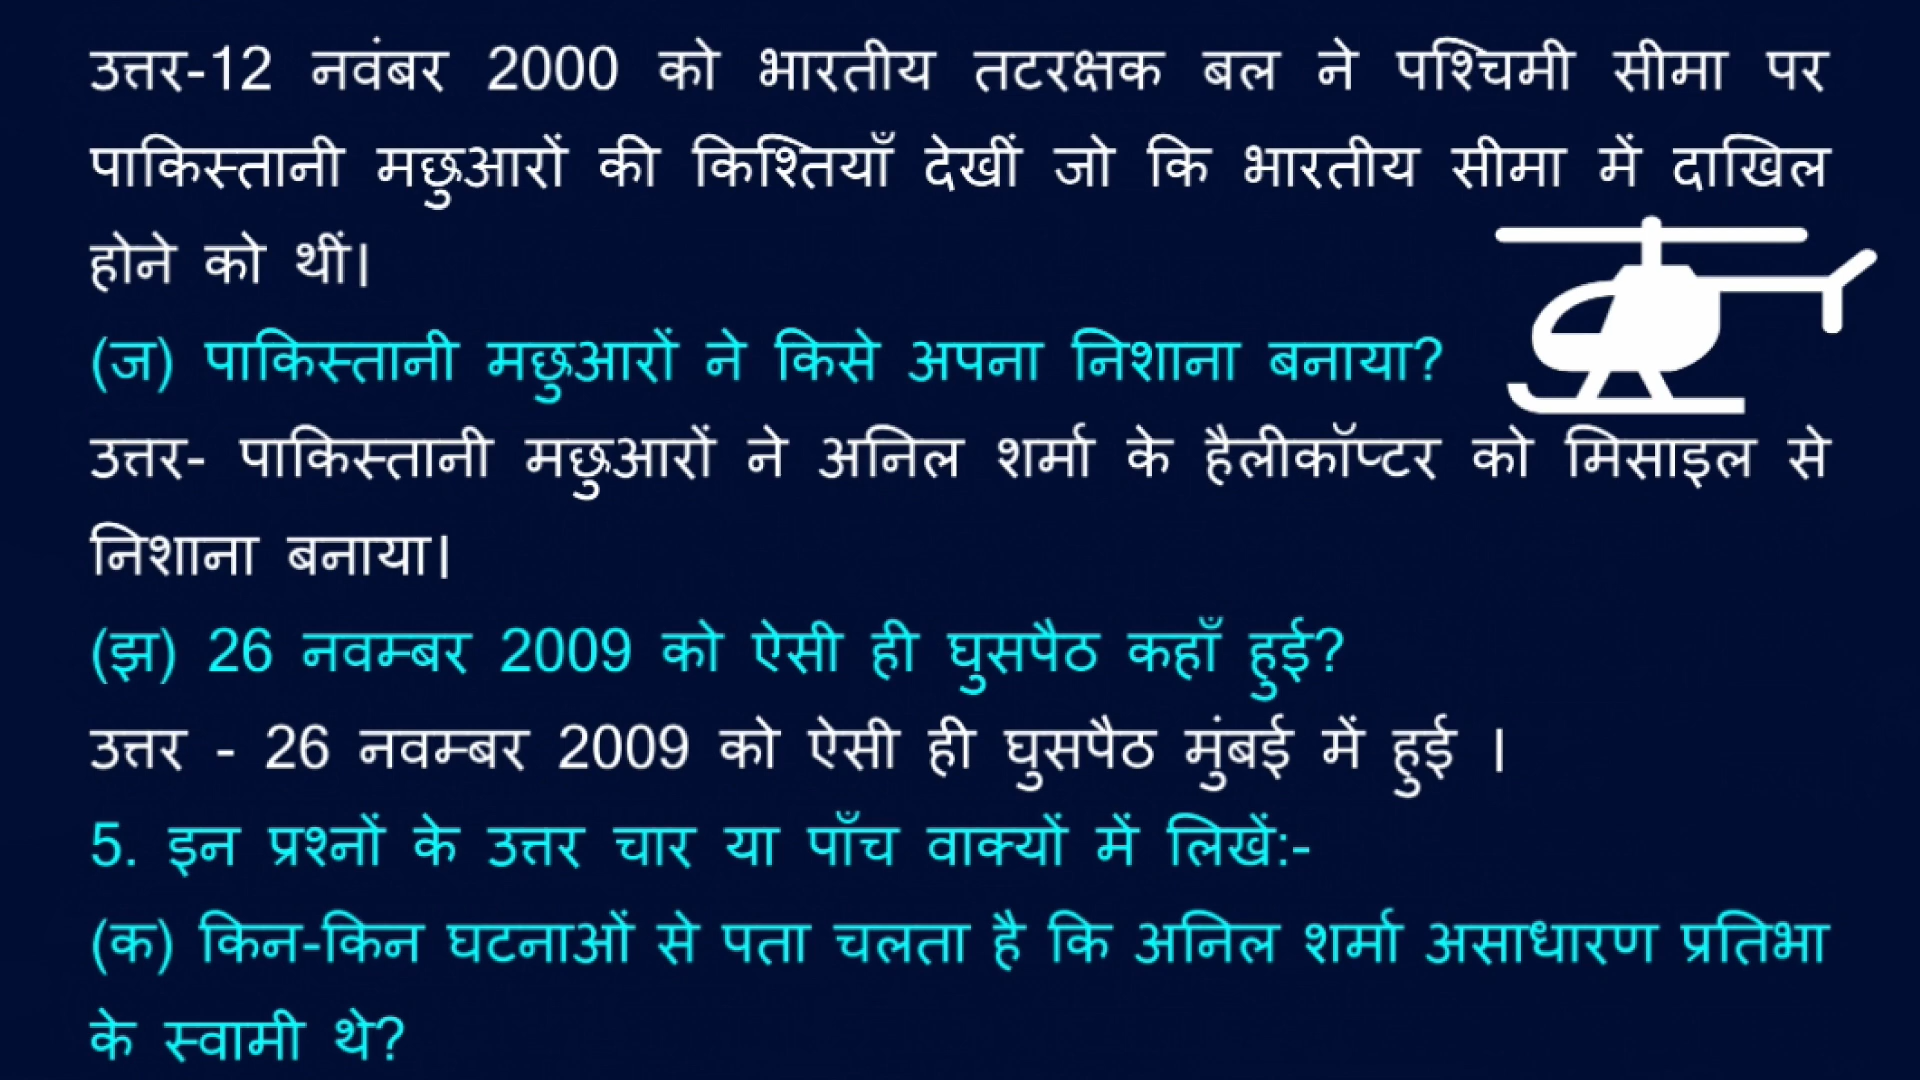 उत्तर-12 नवंबर 2000 को भारतीय तटरक्षक बल ने पश्चिमी सीमा पर
पाकिस्तानी मछुआरों की किश्तियाँ देखीं जो कि भारतीय सीमा में दाखिल
होने को थीं।
(ज) पाकिस्तानी मछुआरों ने किसे अपना निशाना बनाया?
उत्तर- पाकिस्तानी मछुआरों ने अनिल शर्मा के हैलीकॉप्टर को मिसाइल से
निशाना बनाया।
(झ) 26 नवम्बर 2009 को ऐसी ही घुसपैठ कहाँ हुई?
उत्तर - 26 नवम्बर 2009 को ऐसी ही घुसपैठ मुंबई में हुई ।
5. इन प्रश्नों के उत्तर चार या पाँच वाक्यों में लिखें:-
(क) किन-किन घटनाओं से पता चलता है कि अनिल शर्मा असाधारण प्रतिभा
के स्वामी थे?